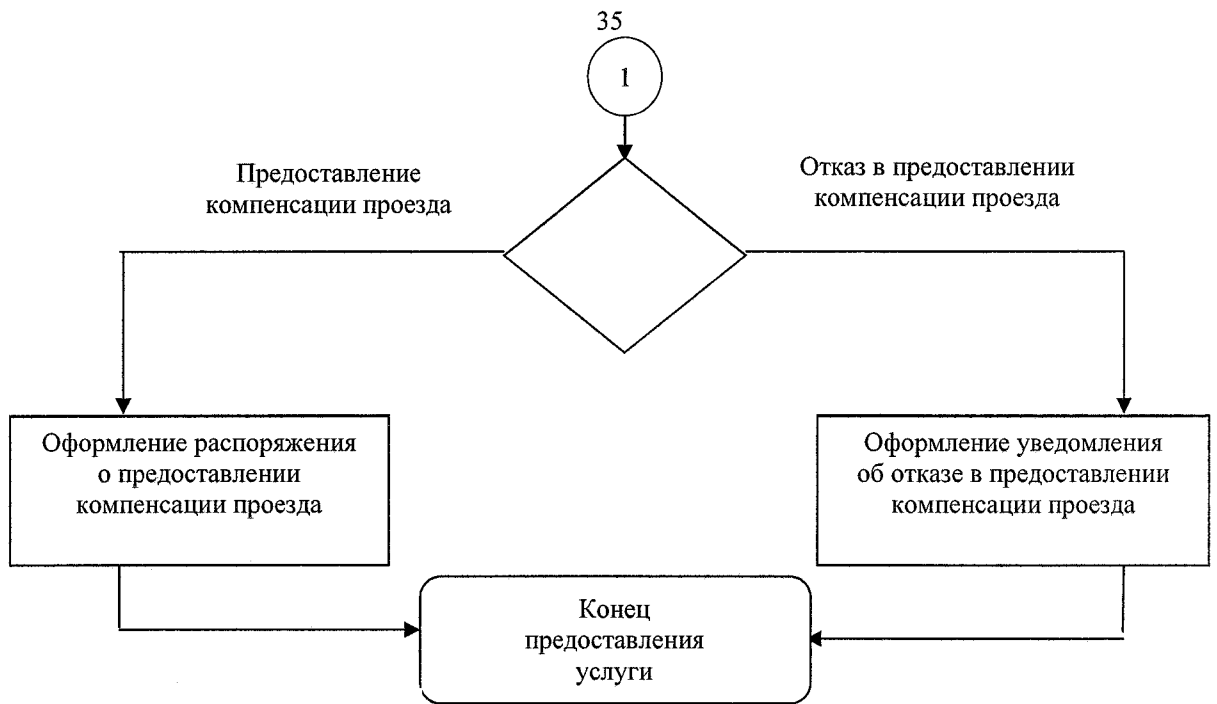 35
1
Предоставление
компенсации проезда
Отказ в предоставлении
компенсации проезда
Оформление распоряжения
о предоставлении
компенсации проезда
Оформление уведомления
об отказе в предоставлении
компенсации проезда
Конец
предоставления
услуги